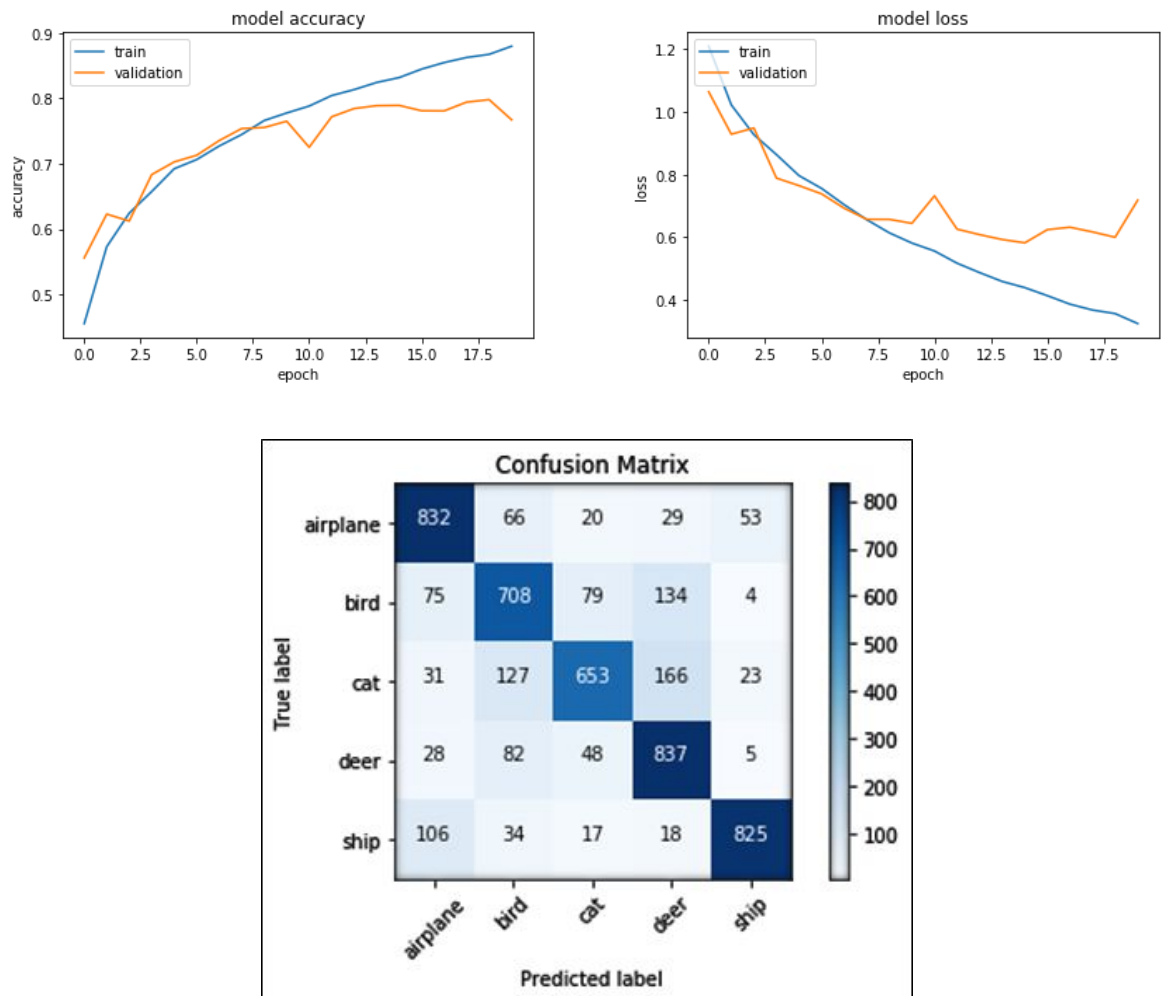 model accuracy
train
validation
0.9
0.8
0.7
0.6
0.5
accuracy
0.0 2.5 5.0 7.5 10.0 12.5 15.0 17.5
epoch
model loss
train
validation
1.2
1.0
0.8
0.6
0.4
loss
0.0 2.5 5.0 7.5 10.0 12.5 15.0 17.5
epoch
Confusion Matrix
True label
airplane 832 66 20 29 53
bird 75 708 79 134 4
cat 31 127 653 166 23
deer 28 82 48 837 5
ship 106 34 17 18 825
airplane bird cat deer ship
Predicted label
800
700
600
500
400
300
200
100